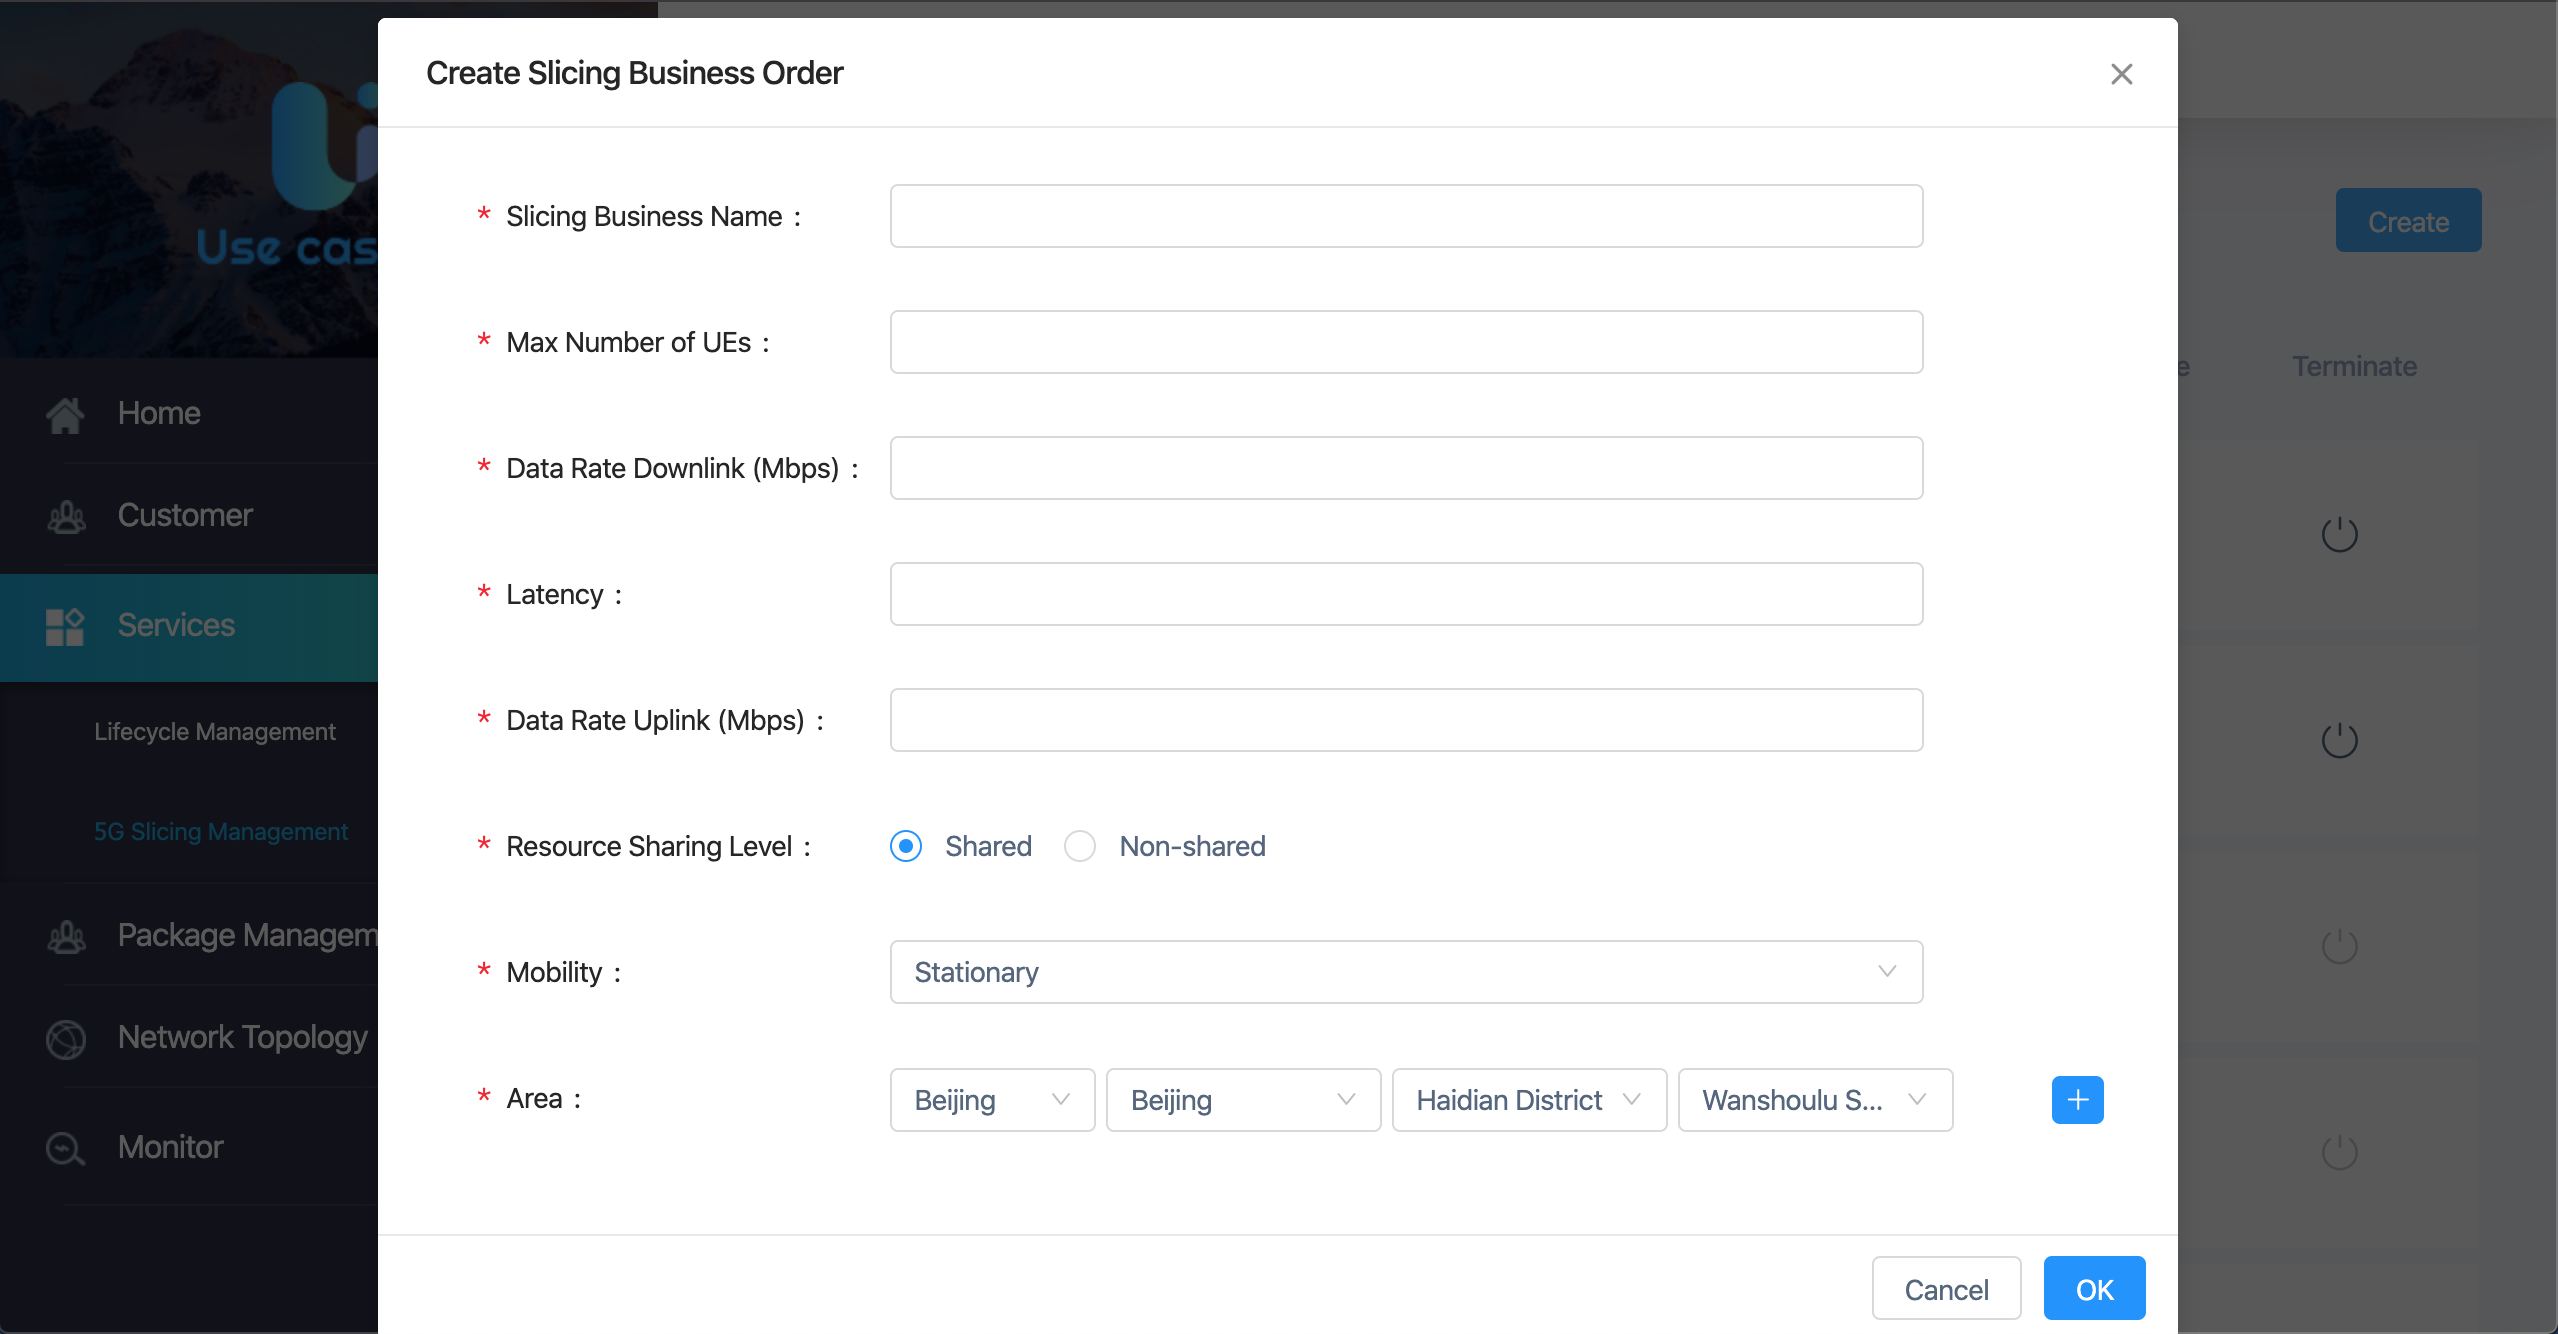 Create Slicing Business Order
* Slicing Business Name :
* Max Number of UEs :
* Data Rate Downlink (Mbps) :
* Latency :
* Data Rate Uplink (Mbps) :
* Resource Sharing Level : Shared Non-shared
* Mobility : Stationary
* Area : Beijing Beijing Haidian District Wanshoulu S...
Cancel OK
Use cas
Home
Customer
Services
Lifecycle Management
5G Slicing Management
Package Managem
Network Topology
Monitor
Create
Terminate